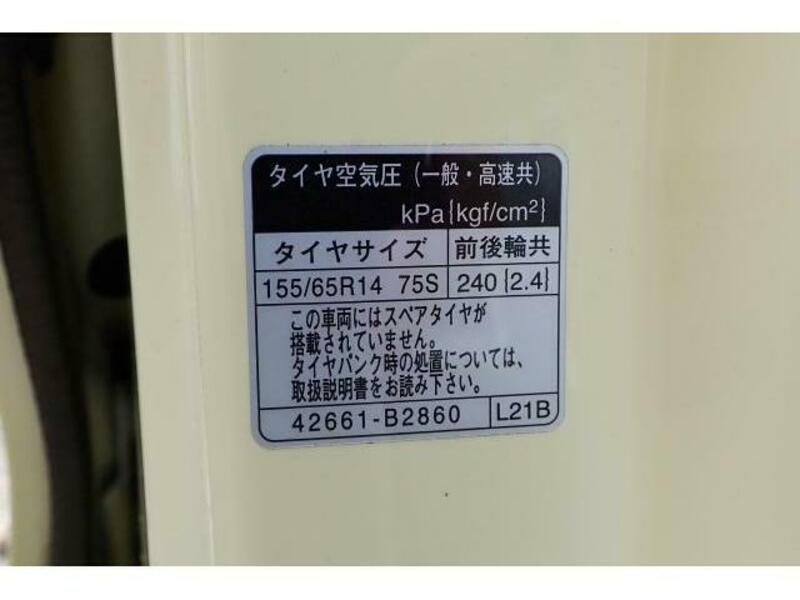 タイヤ空気圧（一般・高速共）
kPa{kgf/cm²}
タイヤサイズ 前後輪共
155/65R14 75S 240{2.4}
この車両にはスペアタイヤが
搭載されていません。
タイヤパンク時の処置については、
取扱説明書をお読み下さい。
42661-B2860 L21B